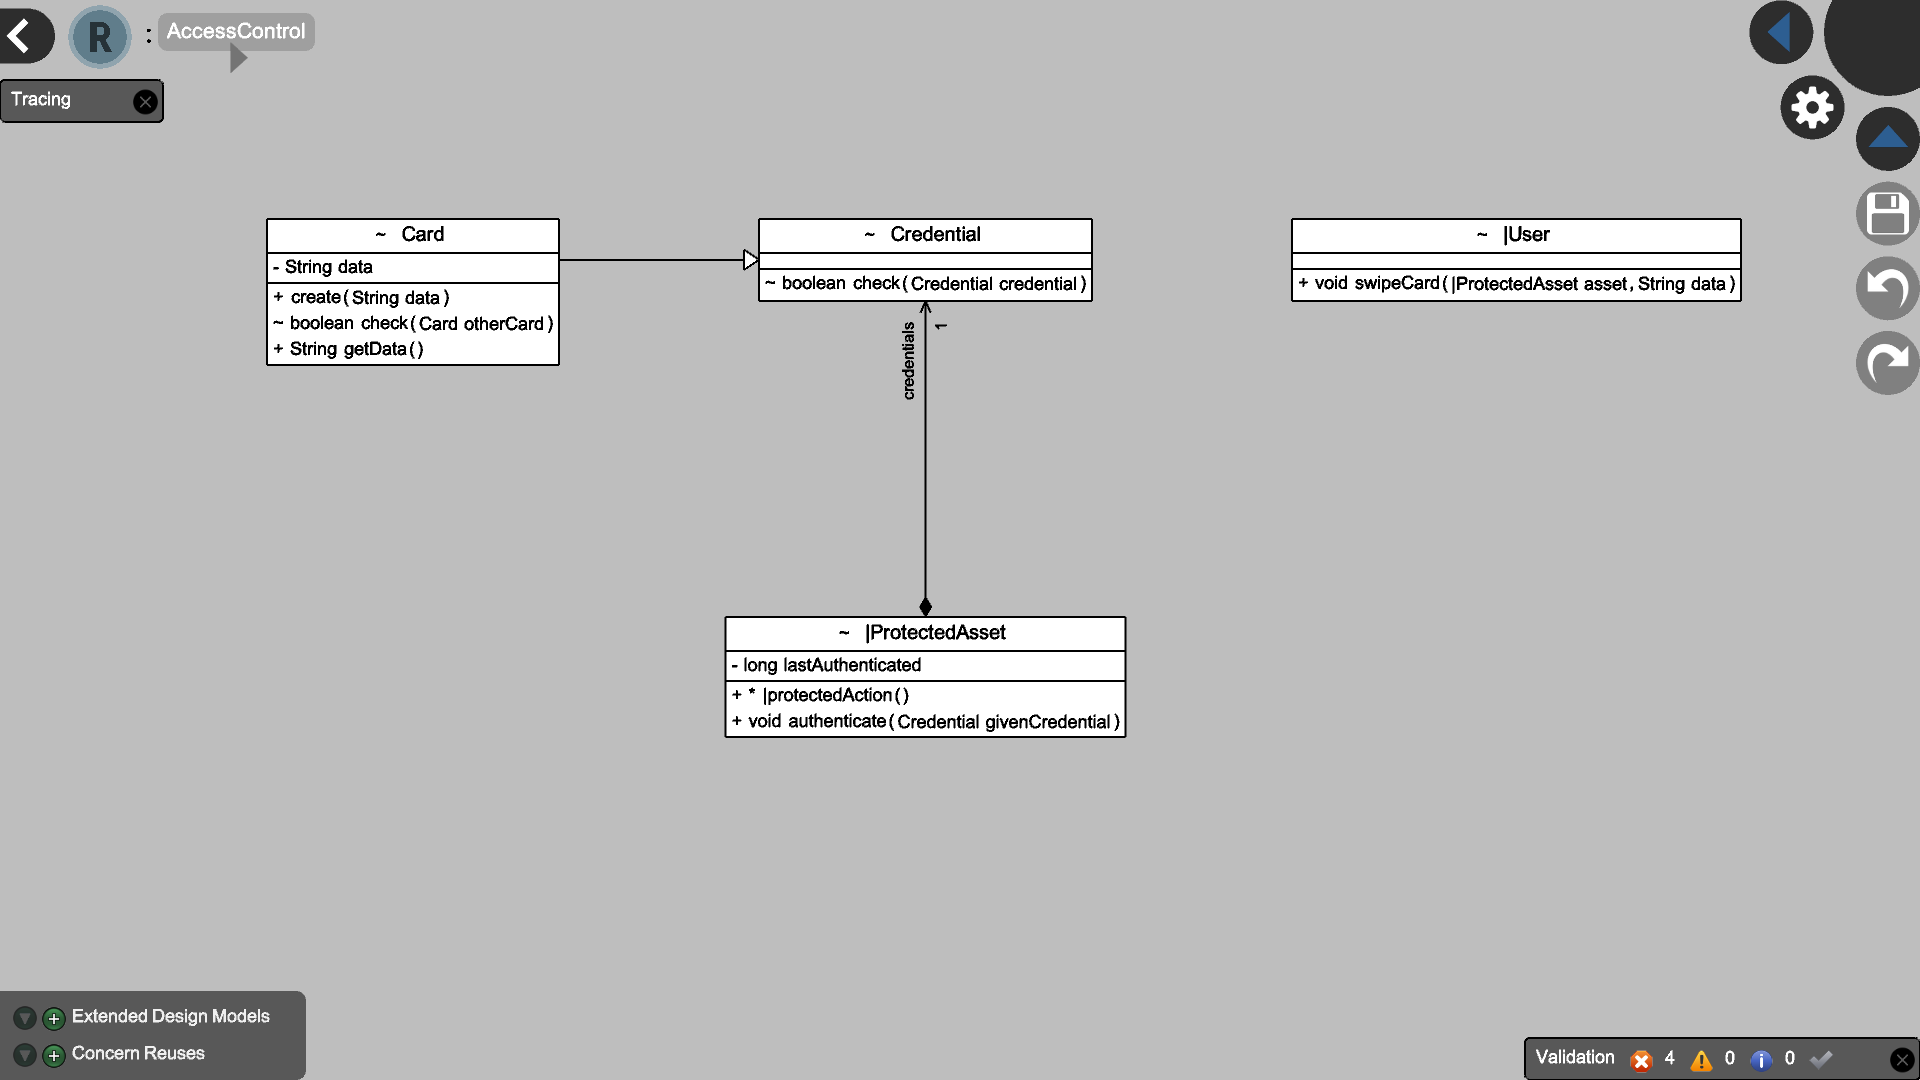 R : AccessControl
Tracing
~ Card
- String data
+ create(String data)
~ boolean check(Card otherCard)
+ String getData()
~ Credential
~ boolean check(Credential credential)
~ |User
+ void swipeCard(|ProtectedAsset asset,String data)
credentials
1
~ |ProtectedAsset
- long lastAuthenticated
+ * |protectedAction()
+ void authenticate(Credential givenCredential)
Extended Design Models
Concern Reuses
Validation 4 0 0